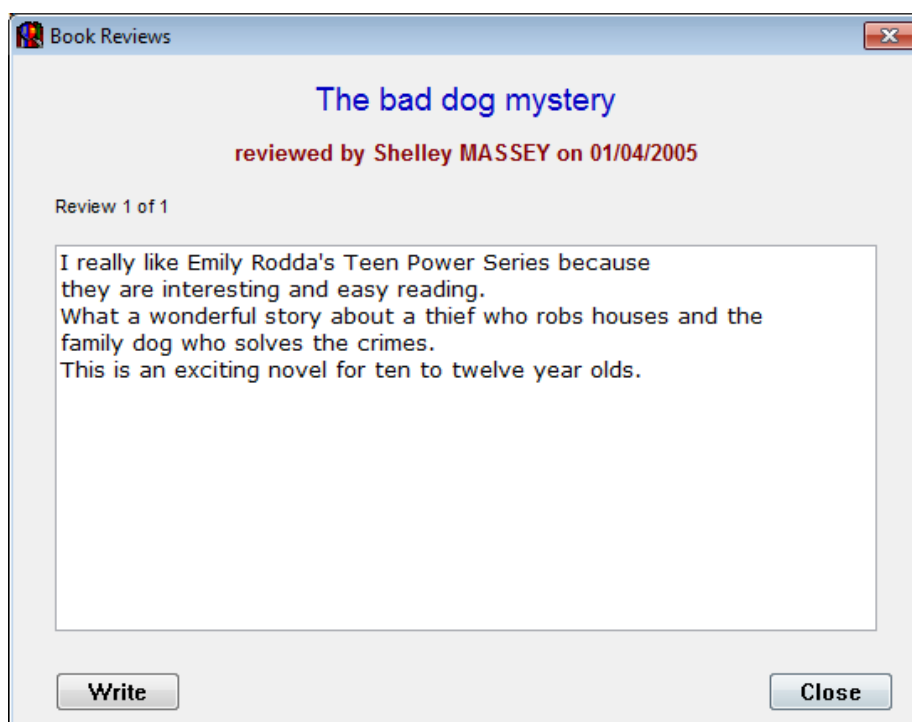 Book Reviews
The bad dog mystery
reviewed by Shelley MASSEY on 01/04/2005
Review 1 of 1
I really like Emily Rodda's Teen Power Series because
they are interesting and easy reading.
What a wonderful story about a thief who robs houses and the
family dog who solves the crimes.
This is an exciting novel for ten to twelve year olds.
Write
Close